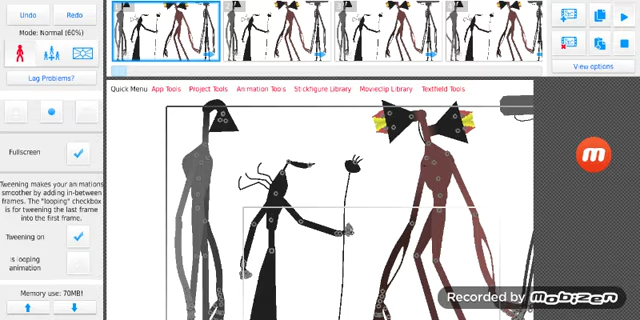 Undo Redo
Mode: Normal (60%)
Lag Problems?
Fullscreen
Tweening makes your animations
smoother by adding in-between
frames. The "looping" checkbox
is for tweening the last frame
into the first frame.
Tweening on
Is looping
animation
Memory use: 70MB!
Quick Menu App Tools Project Tools Animation Tools Stickfigure Library Movieclip Library Textfield Tools
View options
Recorded by mobizen